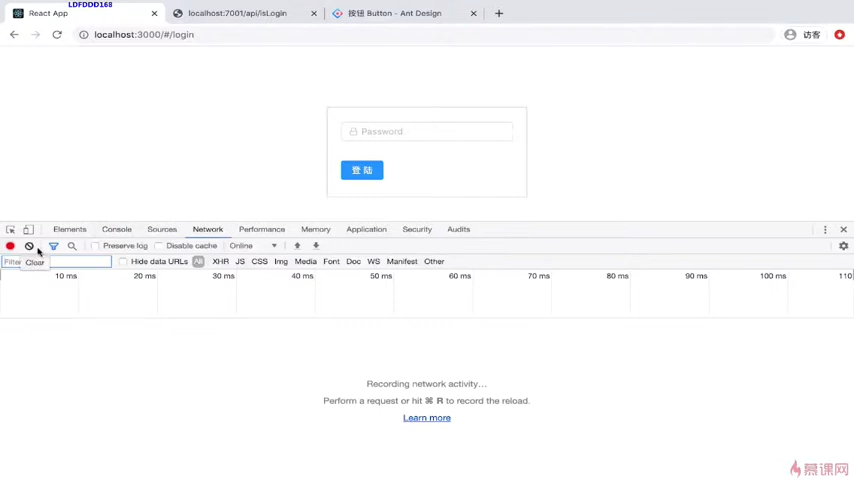 LDFDDD168
React App
localhost:7001/api/isLogin
按钮 Button - Ant Design
localhost:3000/#/login
访客
Password
登 陆
Elements Console Sources Network Performance Memory Application Security Audits
Preserve log Disable cache Online
Filter Hide data URLs All XHR JS CSS Img Media Font Doc WS Manifest Other
Clear
10 ms 20 ms 30 ms 40 ms 50 ms 60 ms 70 ms 80 ms 90 ms 100 ms 110
Recording network activity…
Perform a request or hit ⌘ R to record the reload.
Learn more
慕课网